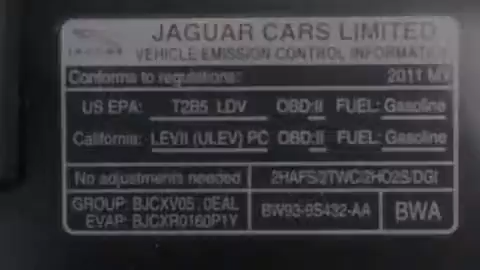 JAGUAR CARS LIMITED
JAGUAR VEHICLE EMISSION CONTROL INFORMATION
Conforms to regulations: 2011 MY
US EPA: T2B5 LDV OBD:II FUEL: Gasoline
California: LEVII (ULEV) PC OBD:II FUEL: Gasoline
No adjustments needed 2HAFS/2TWC/2HO2S/DGI
GROUP: BJCXV05.0EAL
EVAP: BJCXR0160P1Y BW93-9S432-AA BWA